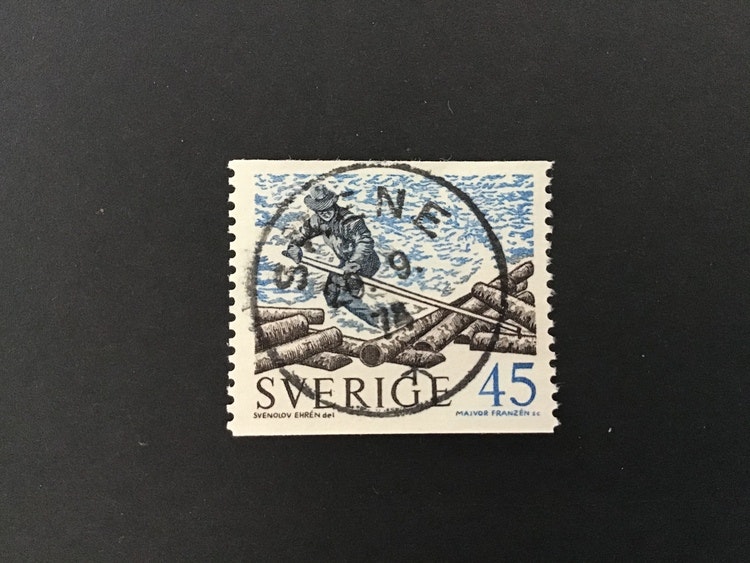 SVERIGE 45
SVENOLOV EHRÉN del MAJVOR FRANZÉN sc